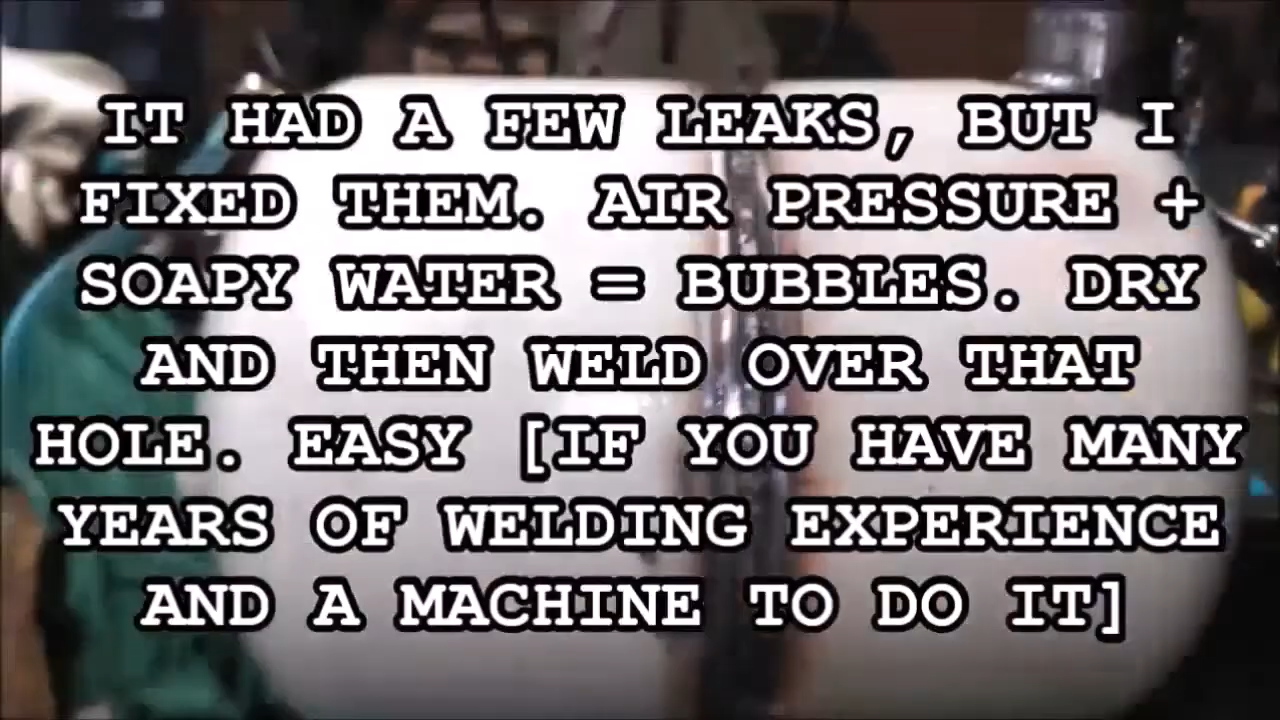 IT HAD A FEW LEAKS, BUT I
FIXED THEM. AIR PRESSURE +
SOAPY WATER = BUBBLES. DRY
AND THEN WELD OVER THAT
HOLE. EASY [IF YOU HAVE MANY
YEARS OF WELDING EXPERIENCE
AND A MACHINE TO DO IT]